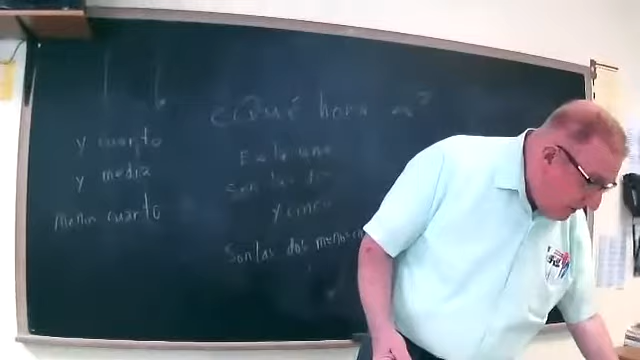 y cuarto
y media
menos cuarto
¿Qué hora es?
Es la una
Son las dos
y cinco
Son las dos menos